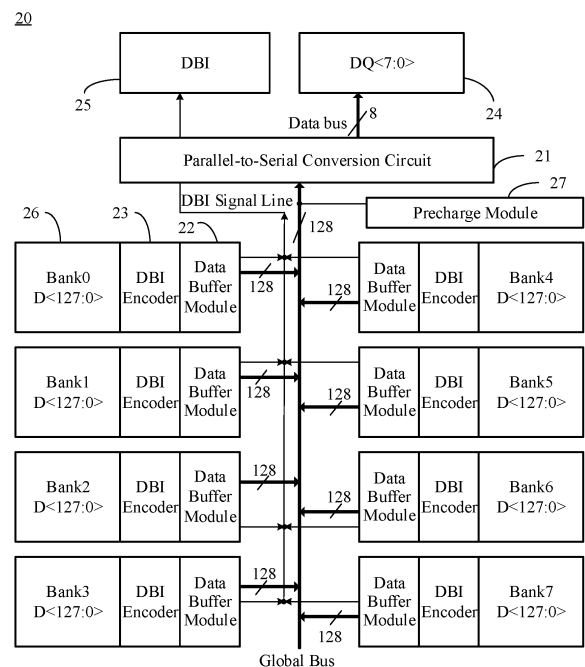 20
DBI
DQ<7:0>
25
24
Data bus
8
Parallel-to-Serial Conversion Circuit
21
27
DBI Signal Line
Precharge Module
128
26
23
22
Bank0
D<127:0>
DBI
Encoder
Data
Buffer
Module
128
128
Data
Buffer
Module
DBI
Encoder
Bank4
D<127:0>
Bank1
D<127:0>
DBI
Encoder
Data
Buffer
Module
128
128
Data
Buffer
Module
DBI
Encoder
Bank5
D<127:0>
Bank2
D<127:0>
DBI
Encoder
Data
Buffer
Module
128
128
Data
Buffer
Module
DBI
Encoder
Bank6
D<127:0>
Bank3
D<127:0>
DBI
Encoder
Data
Buffer
Module
128
128
Data
Buffer
Module
DBI
Encoder
Bank7
D<127:0>
Global Bus